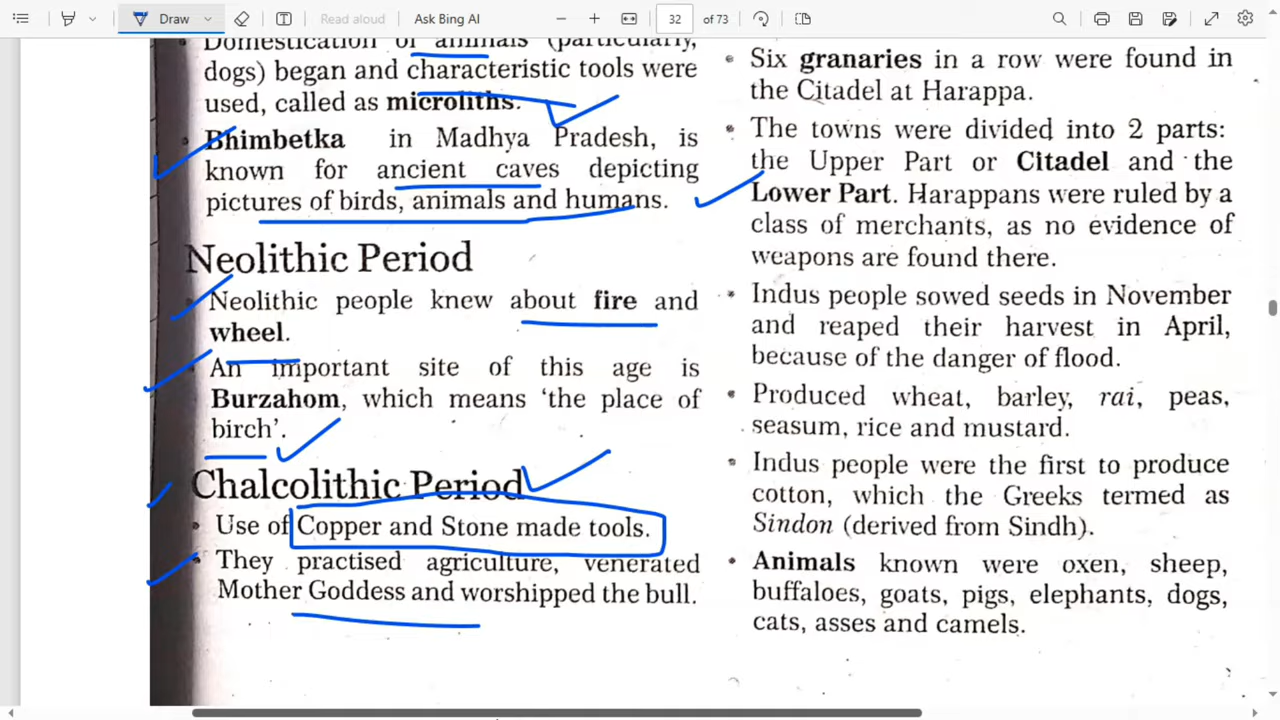 Draw
Read aloud
Ask Bing AI
32
of 73
Domestication of animals (particularly,
dogs) began and characteristic tools were
used, called as microliths.
Bhimbetka in Madhya Pradesh, is
known for ancient caves depicting
pictures of birds, animals and humans.
Neolithic Period
Neolithic people knew about fire and
wheel.
An important site of this age is
Burzahom, which means 'the place of
birch'.
Chalcolithic Period
Use of Copper and Stone made tools.
They practised agriculture, venerated
Mother Goddess and worshipped the bull.
Six granaries in a row were found in
the Citadel at Harappa.
The towns were divided into 2 parts:
the Upper Part or Citadel and the
Lower Part. Harappans were ruled by a
class of merchants, as no evidence of
weapons are found there.
Indus people sowed seeds in November
and reaped their harvest in April,
because of the danger of flood.
Produced wheat, barley, rai, peas,
seasum, rice and mustard.
Indus people were the first to produce
cotton, which the Greeks termed as
Sindon (derived from Sindh).
Animals known were oxen, sheep,
buffaloes, goats, pigs, elephants, dogs,
cats, asses and camels.